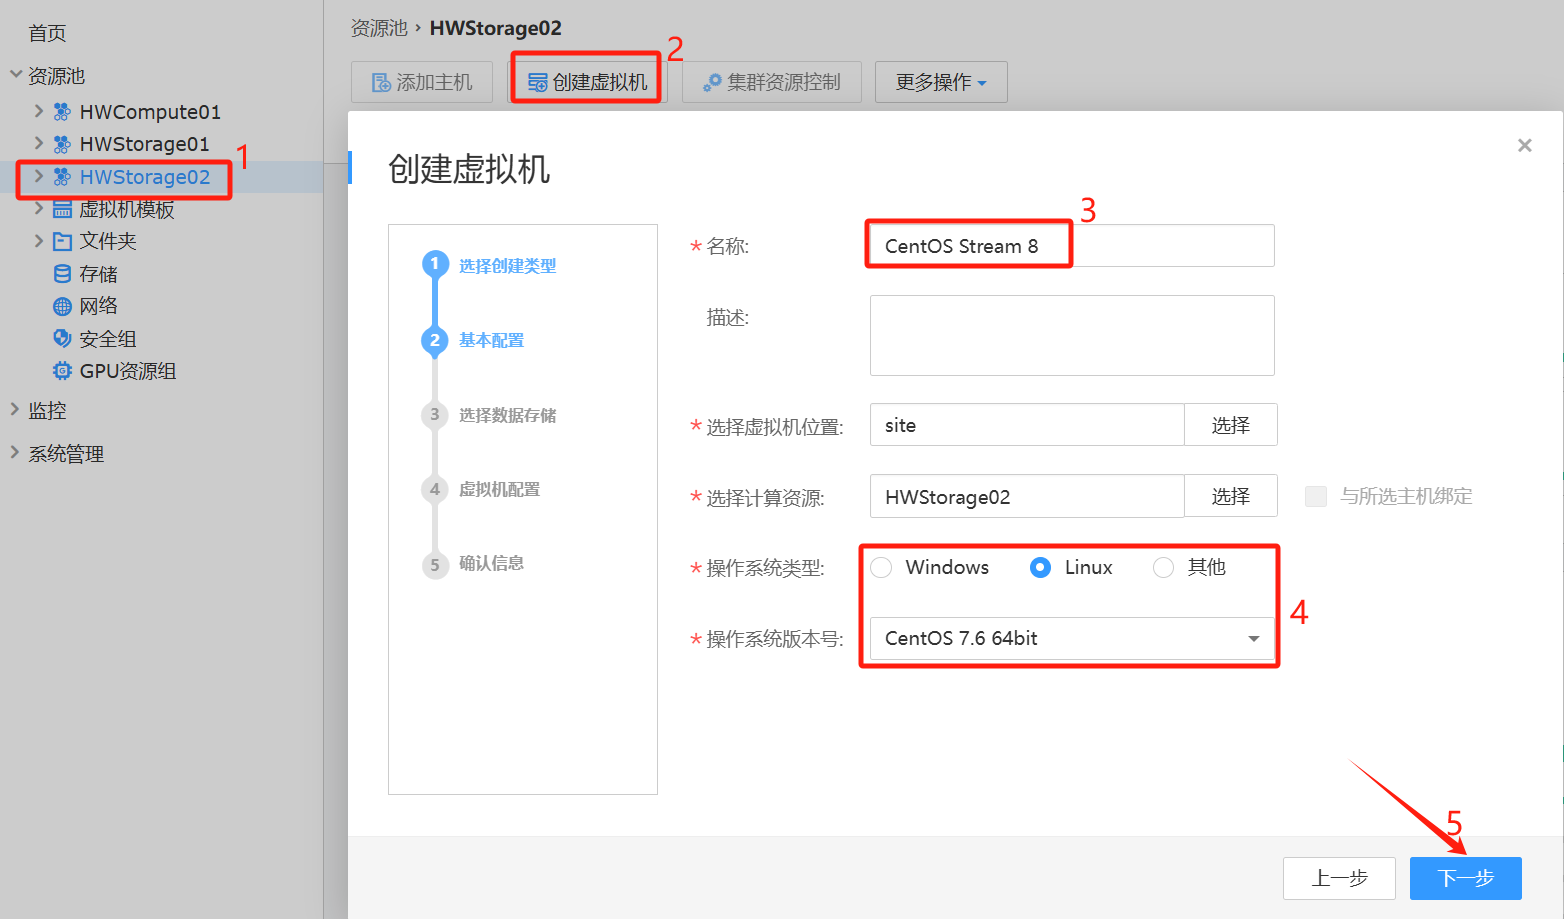 首页
资源池
HWCompute01
HWStorage01
1
HWStorage02
虚拟机模板
文件夹
存储
网络
安全组
GPU资源组
监控
系统管理
资源池 › HWStorage02
2
添加主机
创建虚拟机
集群资源控制
更多操作
创建虚拟机
1 选择创建类型
2 基本配置
3 选择数据存储
4 虚拟机配置
5 确认信息
3
* 名称: CentOS Stream 8
描述:
* 选择虚拟机位置: site 选择
* 选择计算资源: HWStorage02 选择 与所选主机绑定
* 操作系统类型: Windows Linux 其他
4
* 操作系统版本号: CentOS 7.6 64bit
5
上一步 下一步